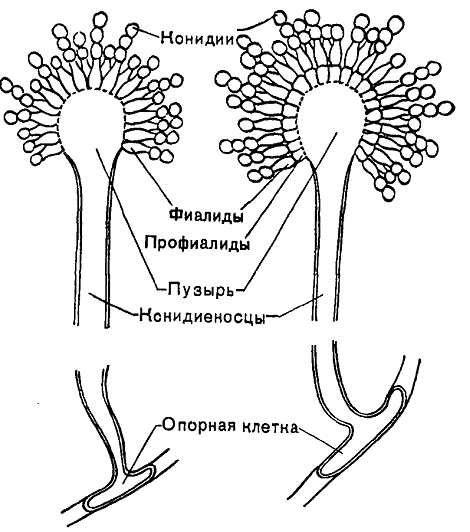 Конидии
Фиалиды
Профиалиды
Пузырь
Конидиеносцы
Опорная клетка